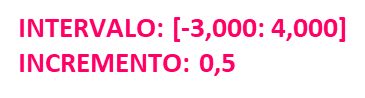 INTERVALO: [-3,000: 4,000]
INCREMENTO: 0,5